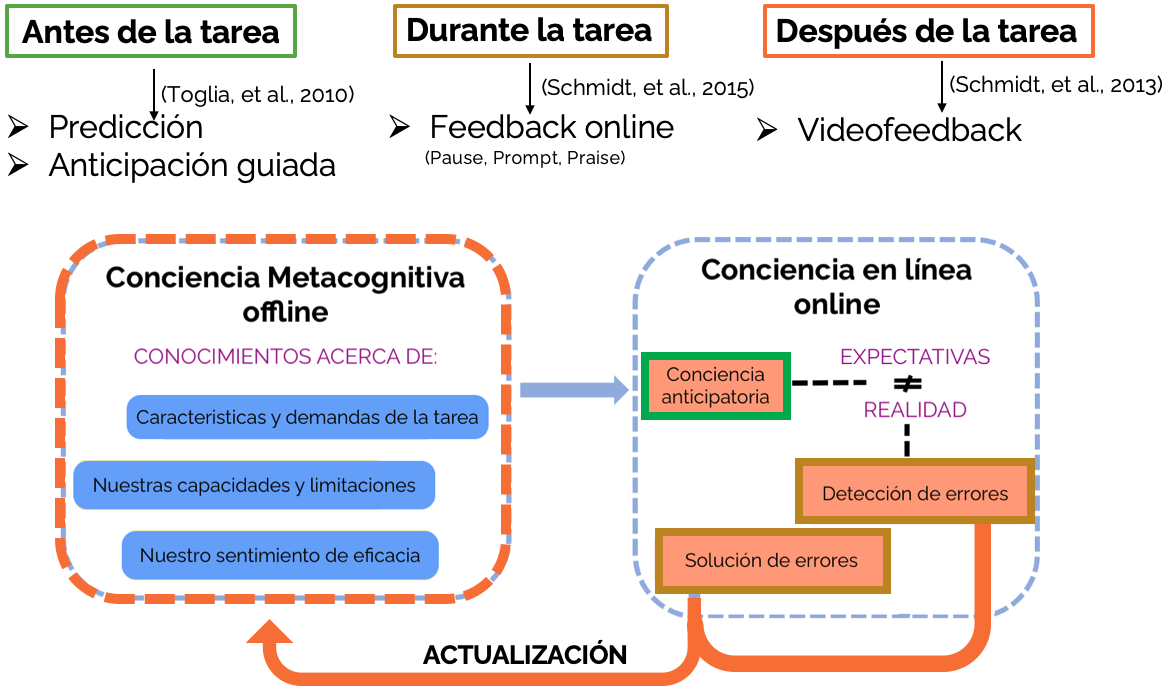 Antes de la tarea
Durante la tarea
Después de la tarea
(Toglia, et al., 2010)
(Schmidt, et al., 2015)
(Schmidt, et al., 2013)
➢ Predicción
➢ Anticipación guiada
➢ Feedback online
(Pause, Prompt, Praise)
➢ Videofeedback
Conciencia Metacognitiva
offline
CONOCIMIENTOS ACERCA DE:
Caracteristicas y demandas de la tarea
Nuestras capacidades y limitaciones
Nuestro sentimiento de eficacia
Conciencia en línea
online
Conciencia
anticipatoria
EXPECTATIVAS
≠
REALIDAD
Detección de errores
Solución de errores
ACTUALIZACIÓN